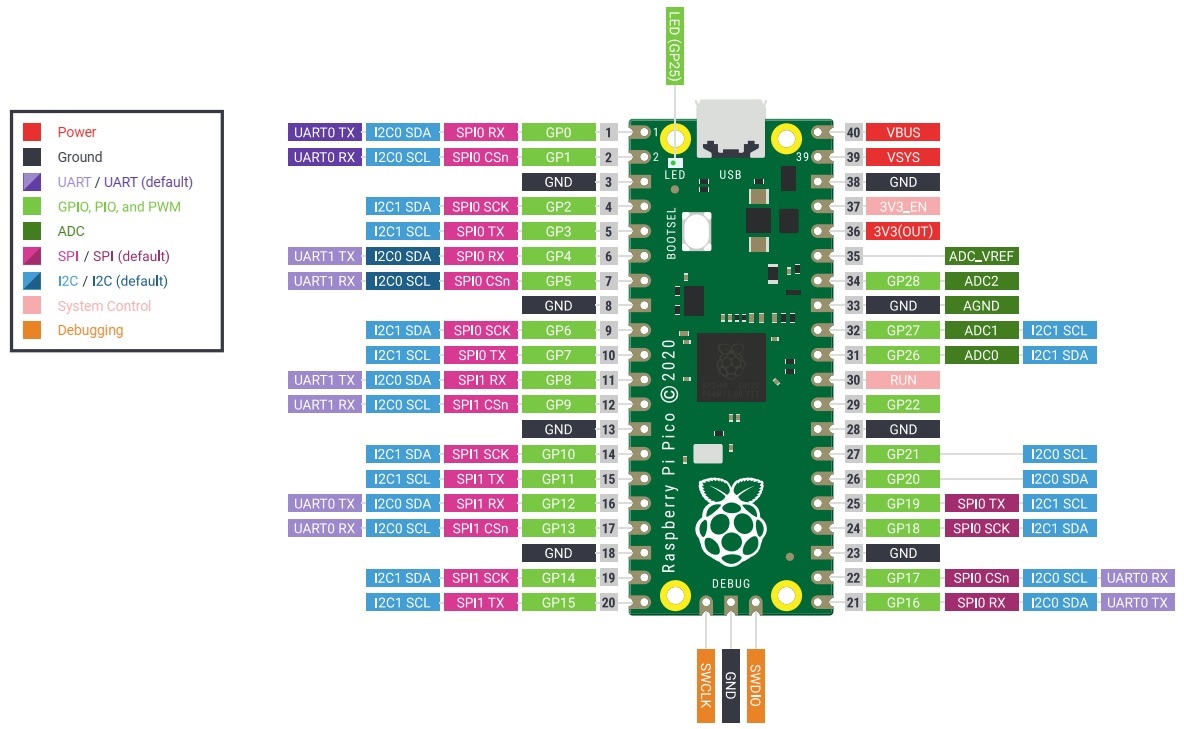 LED (GP25)
Power
Ground
UART / UART (default)
GPIO, PIO, and PWM
ADC
SPI / SPI (default)
I2C / I2C (default)
System Control
Debugging
UART0 TX I2C0 SDA SPI0 RX GP0 1
UART0 RX I2C0 SCL SPI0 CSn GP1 2
GND 3
I2C1 SDA SPI0 SCK GP2 4
I2C1 SCL SPI0 TX GP3 5
UART1 TX I2C0 SDA SPI0 RX GP4 6
UART1 RX I2C0 SCL SPI0 CSn GP5 7
GND 8
I2C1 SDA SPI0 SCK GP6 9
I2C1 SCL SPI0 TX GP7 10
UART1 TX I2C0 SDA SPI1 RX GP8 11
UART1 RX I2C0 SCL SPI1 CSn GP9 12
GND 13
I2C1 SDA SPI1 SCK GP10 14
I2C1 SCL SPI1 TX GP11 15
UART0 TX I2C0 SDA SPI1 RX GP12 16
UART0 RX I2C0 SCL SPI1 CSn GP13 17
GND 18
I2C1 SDA SPI1 SCK GP14 19
I2C1 SCL SPI1 TX GP15 20
1
2
39
LED
USB
BOOTSEL
Raspberry Pi Pico © 2020
DEBUG
40 VBUS
39 VSYS
38 GND
37 3V3_EN
36 3V3(OUT)
35 ADC_VREF
34 GP28 ADC2
33 GND AGND
32 GP27 ADC1 I2C1 SCL
31 GP26 ADC0 I2C1 SDA
30 RUN
29 GP22
28 GND
27 GP21 I2C0 SCL
26 GP20 I2C0 SDA
25 GP19 SPI0 TX I2C1 SCL
24 GP18 SPI0 SCK I2C1 SDA
23 GND
22 GP17 SPI0 CSn I2C0 SCL UART0 RX
21 GP16 SPI0 RX I2C0 SDA UART0 TX
SWCLK
GND
SWDIO